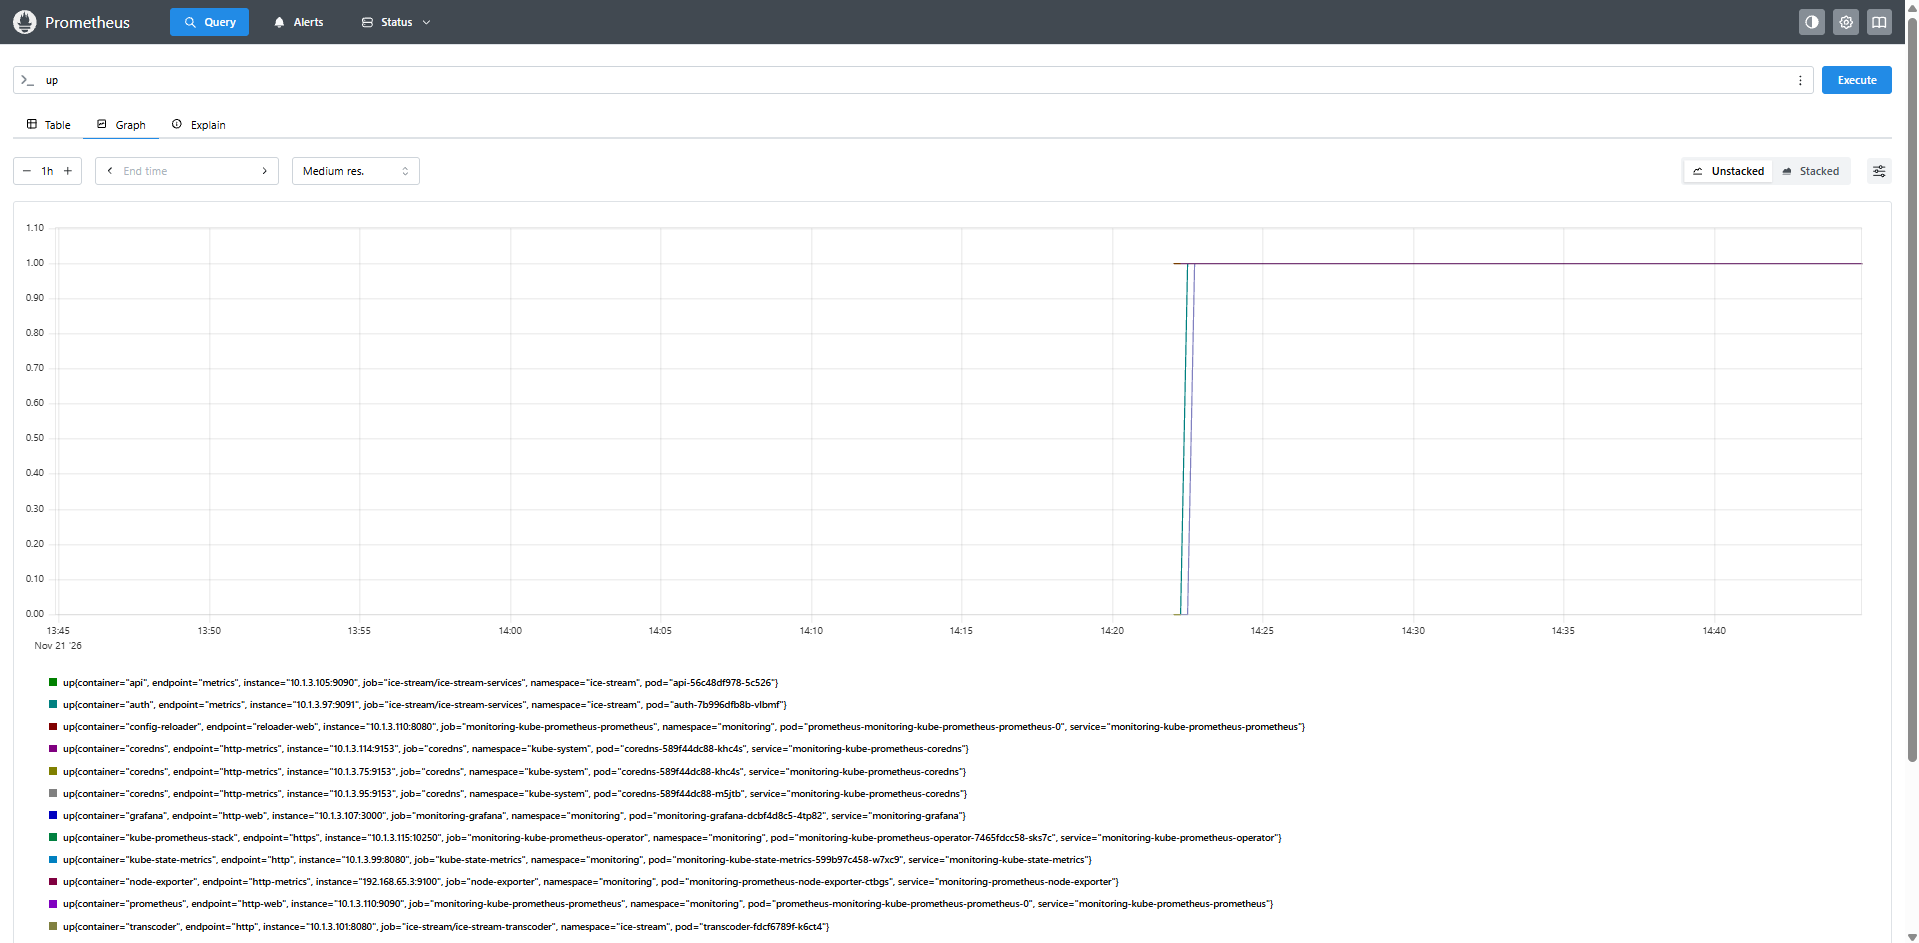 Prometheus Query Alerts Status
up Execute
Table Graph Explain
1h End time Medium res. Unstacked Stacked
1.10
1.00
0.90
0.80
0.70
0.60
0.50
0.40
0.30
0.20
0.10
0.00
13:45 13:50 13:55 14:00 14:05 14:10 14:15 14:20 14:25 14:30 14:35 14:40
Nov 21 '26
up{container="api", endpoint="metrics", instance="10.1.3.105:9090", job="ice-stream/ice-stream-services", namespace="ice-stream", pod="api-56c48df978-5c526"}
up{container="auth", endpoint="metrics", instance="10.1.3.97:9091", job="ice-stream/ice-stream-services", namespace="ice-stream", pod="auth-7b996dfb8b-vlbmf"}
up{container="config-reloader", endpoint="reloader-web", instance="10.1.3.110:8080", job="monitoring-kube-prometheus-prometheus", namespace="monitoring", pod="prometheus-monitoring-kube-prometheus-prometheus-0", service="monitoring-kube-prometheus-prometheus"}
up{container="coredns", endpoint="http-metrics", instance="10.1.3.114:9153", job="coredns", namespace="kube-system", pod="coredns-589f44dc88-khc4s", service="monitoring-kube-prometheus-coredns"}
up{container="coredns", endpoint="http-metrics", instance="10.1.3.75:9153", job="coredns", namespace="kube-system", pod="coredns-589f44dc88-khc4s", service="monitoring-kube-prometheus-coredns"}
up{container="coredns", endpoint="http-metrics", instance="10.1.3.95:9153", job="coredns", namespace="kube-system", pod="coredns-589f44dc88-m5jtb", service="monitoring-kube-prometheus-coredns"}
up{container="grafana", endpoint="http-web", instance="10.1.3.107:3000", job="monitoring-grafana", namespace="monitoring", pod="monitoring-grafana-dcbf4d8c5-4tp82", service="monitoring-grafana"}
up{container="kube-prometheus-stack", endpoint="https", instance="10.1.3.115:10250", job="monitoring-kube-prometheus-operator", namespace="monitoring", pod="monitoring-kube-prometheus-operator-7465fdcc58-sks7c", service="monitoring-kube-prometheus-operator"}
up{container="kube-state-metrics", endpoint="http", instance="10.1.3.99:8080", job="kube-state-metrics", namespace="monitoring", pod="monitoring-kube-state-metrics-599b97c458-w7xc9", service="monitoring-kube-state-metrics"}
up{container="node-exporter", endpoint="http-metrics", instance="192.168.65.3:9100", job="node-exporter", namespace="monitoring", pod="monitoring-prometheus-node-exporter-ctbgs", service="monitoring-prometheus-node-exporter"}
up{container="prometheus", endpoint="http-web", instance="10.1.3.110:9090", job="monitoring-kube-prometheus-prometheus", namespace="monitoring", pod="prometheus-monitoring-kube-prometheus-prometheus-0", service="monitoring-kube-prometheus-prometheus"}
up{container="transcoder", endpoint="http", instance="10.1.3.101:8080", job="ice-stream/ice-stream-transcoder", namespace="ice-stream", pod="transcoder-fdcf6789f-k6ct4"}